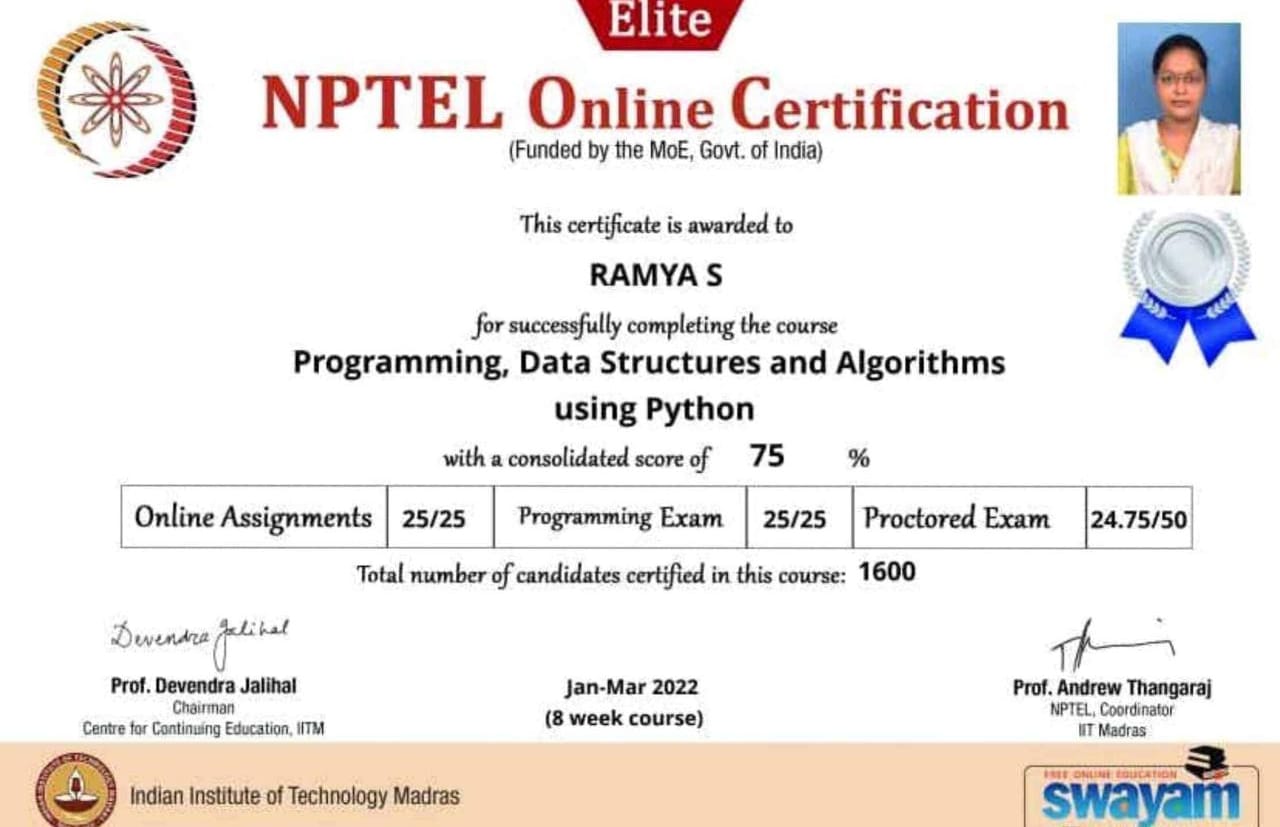 Elite
NPTEL Online Certification
(Funded by the MoE, Govt. of India)
This certificate is awarded to
RAMYA S
for successfully completing the course
Programming, Data Structures and Algorithms
using Python
with a consolidated score of 75 %
Online Assignments 25/25 Programming Exam 25/25 Proctored Exam 24.75/50
Total number of candidates certified in this course: 1600
Devendra Jalihal
Prof. Devendra Jalihal
Chairman
Centre for Continuing Education, IITM
Jan-Mar 2022
(8 week course)
Prof. Andrew Thangaraj
NPTEL, Coordinator
IIT Madras
Indian Institute of Technology Madras
FREE ONLINE EDUCATION
swayam